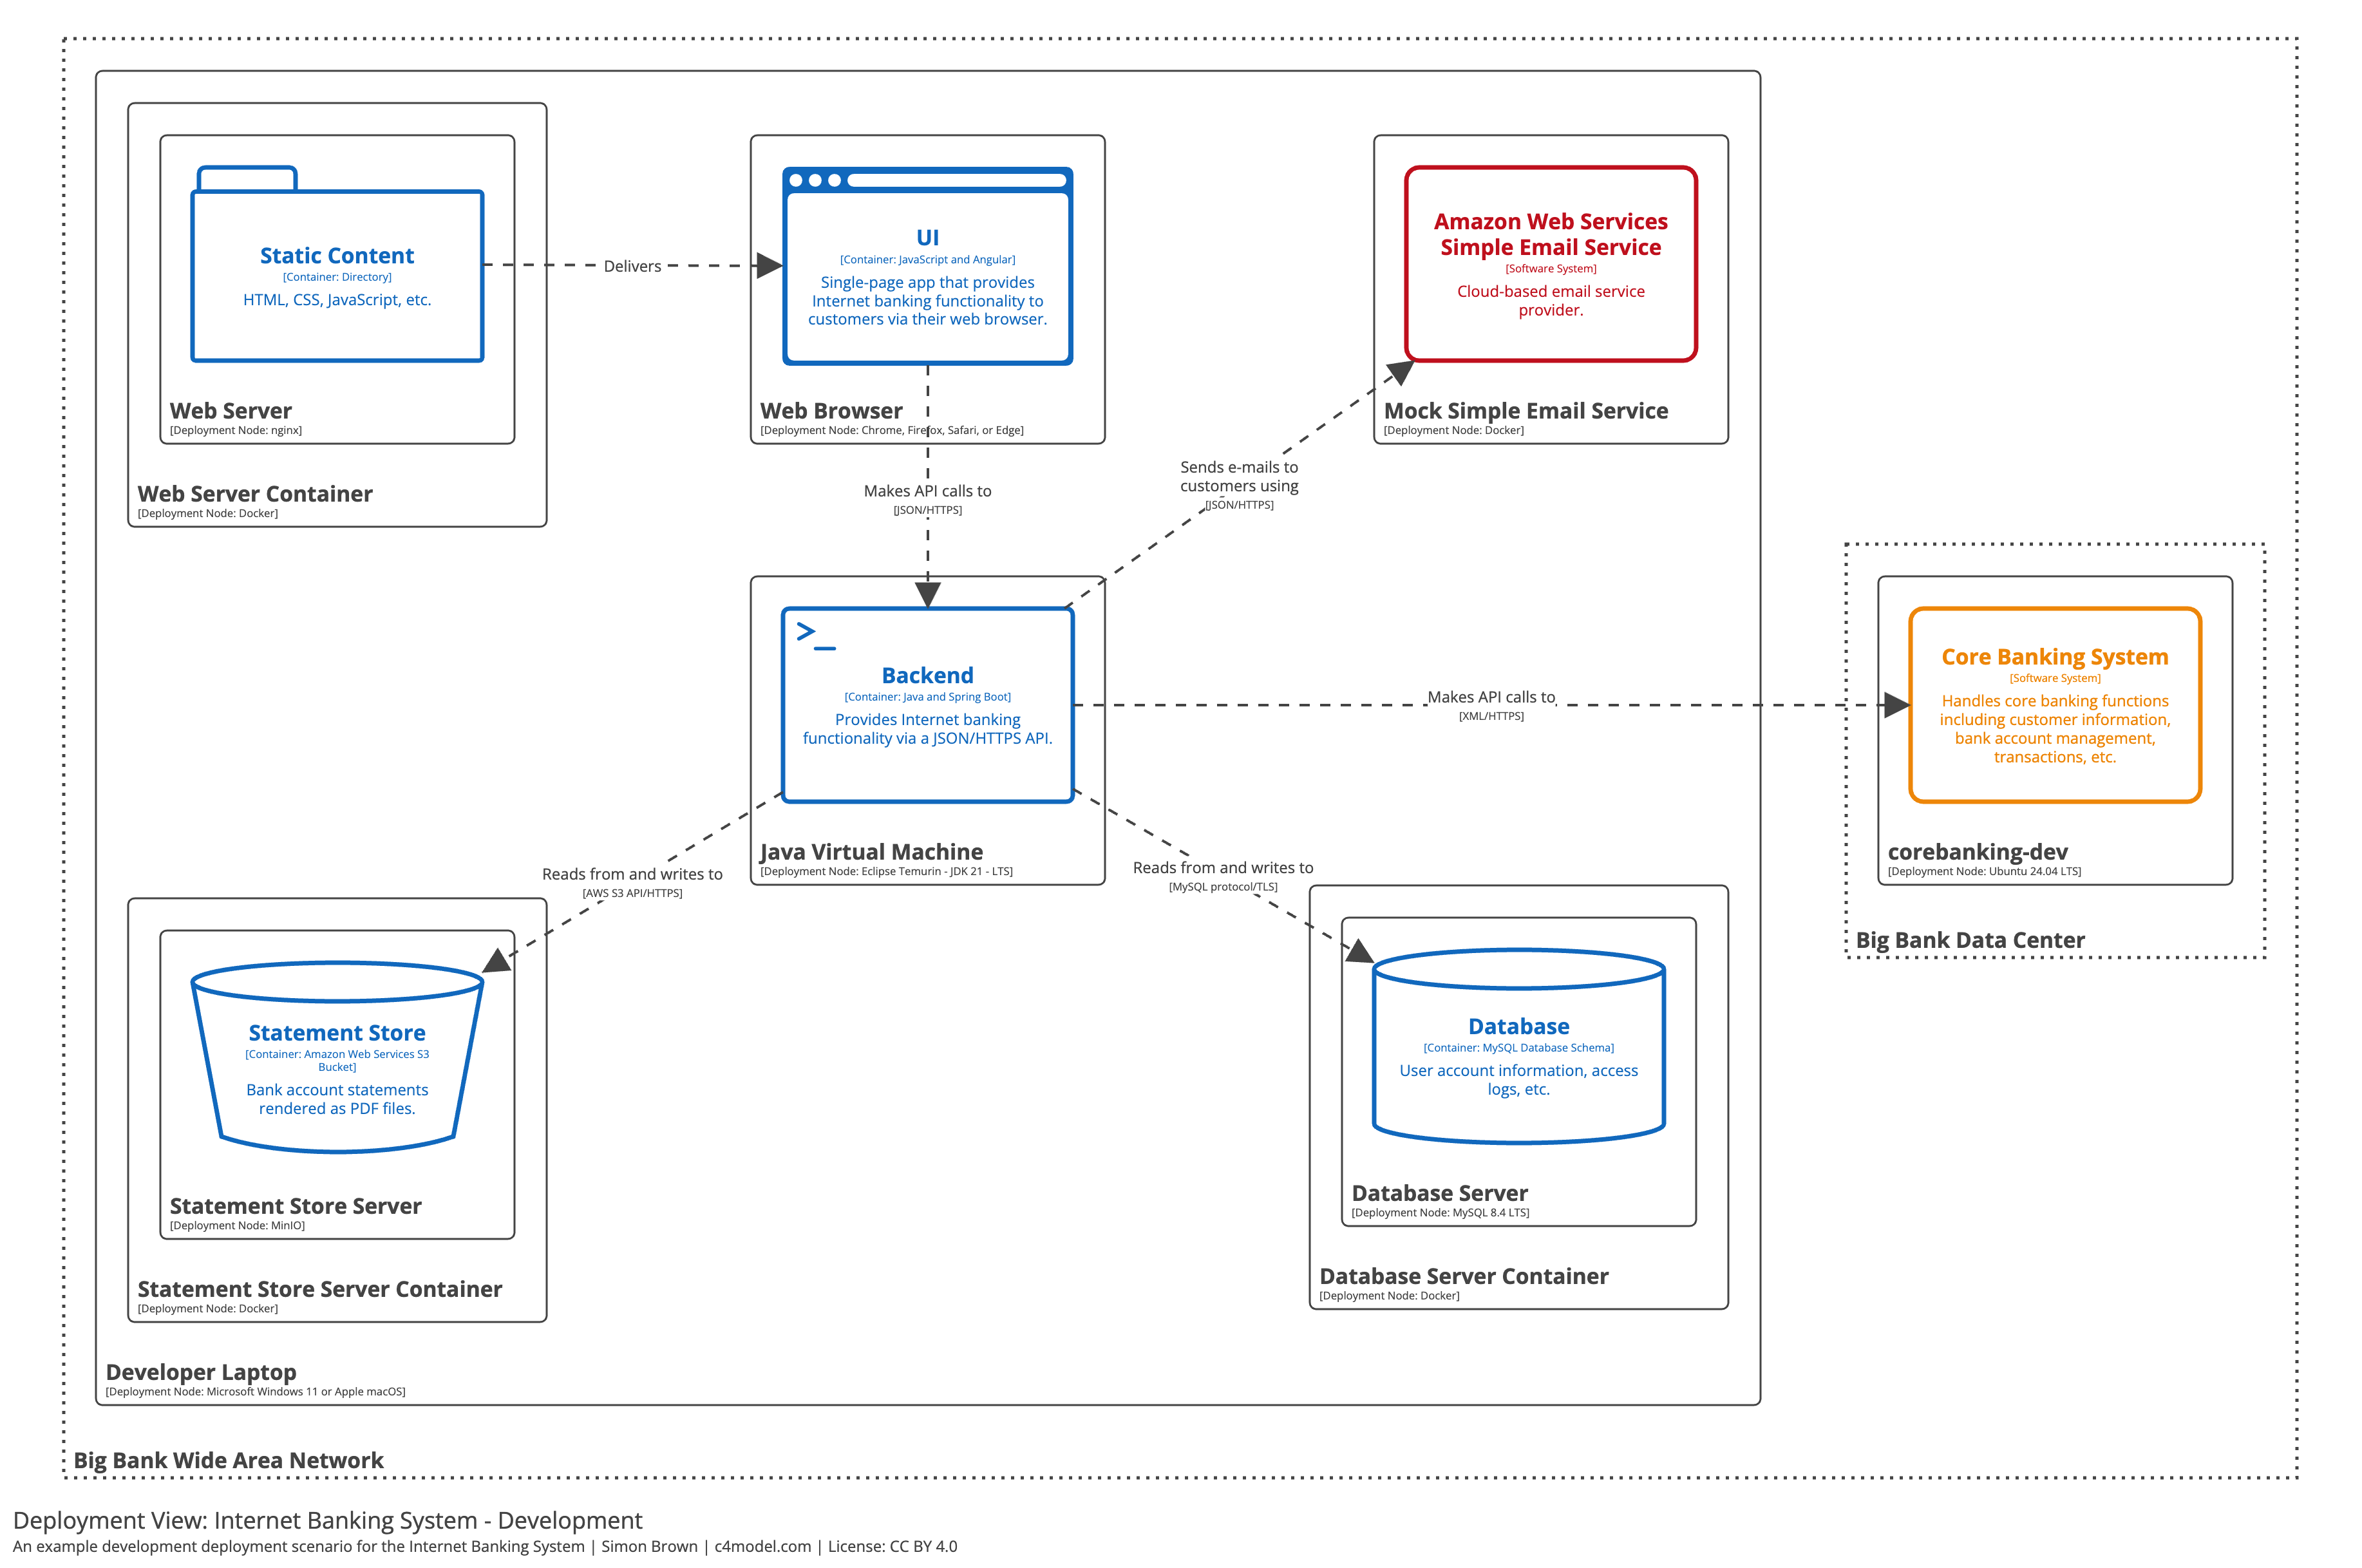 Static Content
[Container: Directory]
HTML, CSS, JavaScript, etc.
Web Server
[Deployment Node: nginx]
Web Server Container
[Deployment Node: Docker]
Delivers
UI
[Container: JavaScript and Angular]
Single-page app that provides
Internet banking functionality to
customers via their web browser.
Web Browser
[Deployment Node: Chrome, Firefox, Safari, or Edge]
Amazon Web Services
Simple Email Service
[Software System]
Cloud-based email service
provider.
Mock Simple Email Service
[Deployment Node: Docker]
Makes API calls to
[JSON/HTTPS]
Sends e-mails to
customers using
[JSON/HTTPS]
Backend
[Container: Java and Spring Boot]
Provides Internet banking
functionality via a JSON/HTTPS API.
Java Virtual Machine
[Deployment Node: Eclipse Temurin - JDK 21 - LTS]
Makes API calls to
[XML/HTTPS]
Core Banking System
[Software System]
Handles core banking functions
including customer information,
bank account management,
transactions, etc.
corebanking-dev
[Deployment Node: Ubuntu 24.04 LTS]
Big Bank Data Center
Reads from and writes to
[AWS S3 API/HTTPS]
Reads from and writes to
[MySQL protocol/TLS]
Statement Store
[Container: Amazon Web Services S3
Bucket]
Bank account statements
rendered as PDF files.
Statement Store Server
[Deployment Node: MinIO]
Statement Store Server Container
[Deployment Node: Docker]
Database
[Container: MySQL Database Schema]
User account information, access
logs, etc.
Database Server
[Deployment Node: MySQL 8.4 LTS]
Database Server Container
[Deployment Node: Docker]
Developer Laptop
[Deployment Node: Microsoft Windows 11 or Apple macOS]
Big Bank Wide Area Network
Deployment View: Internet Banking System - Development
An example development deployment scenario for the Internet Banking System | Simon Brown | c4model.com | License: CC BY 4.0